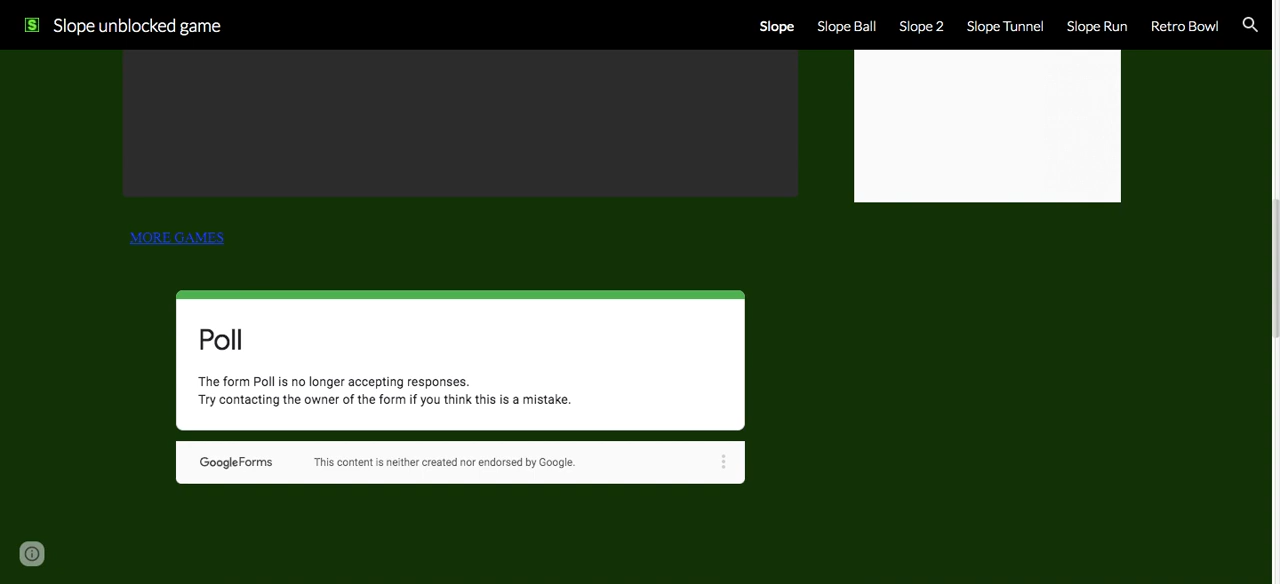 S Slope unblocked game
Slope Slope Ball Slope 2 Slope Tunnel Slope Run Retro Bowl
MORE GAMES
Poll
The form Poll is no longer accepting responses.
Try contacting the owner of the form if you think this is a mistake.
GoogleForms This content is neither created nor endorsed by Google.